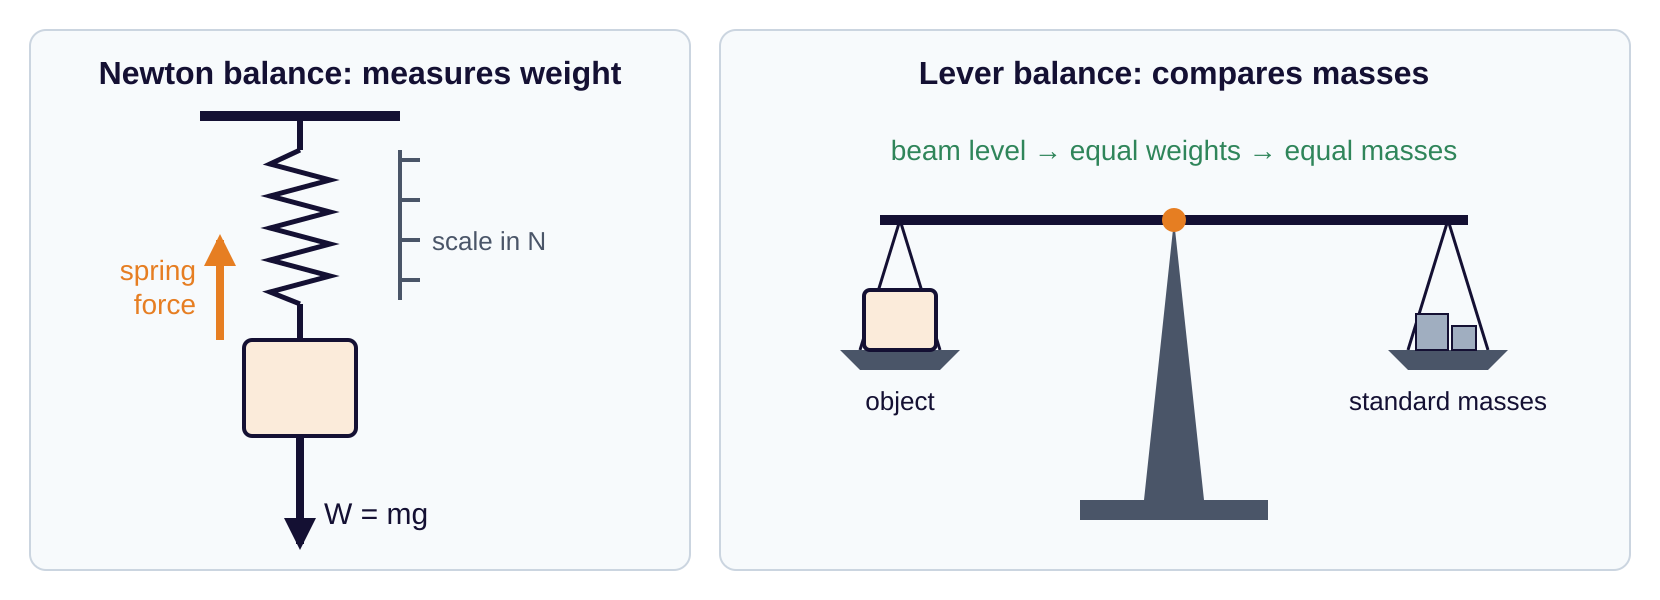 Newton balance: measures weight
scale in N
spring
force
W = mg
Lever balance: compares masses
beam level → equal weights → equal masses
object
standard masses